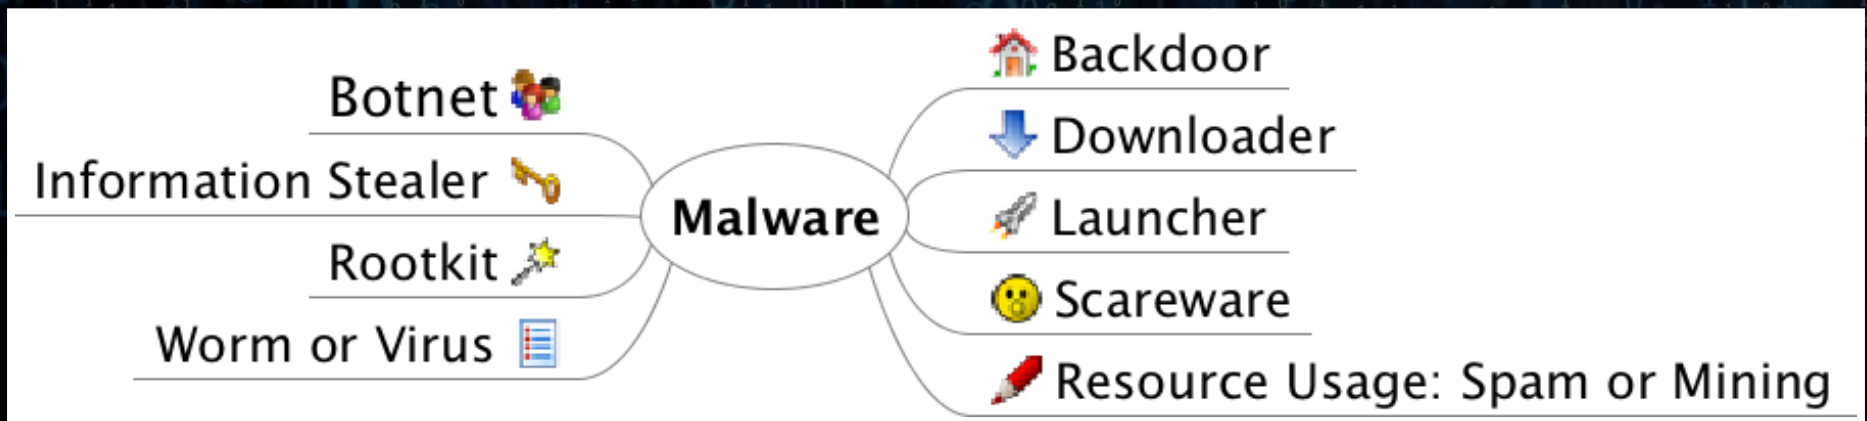 Botnet
Information Stealer
Rootkit
Worm or Virus
Malware
Backdoor
Downloader
Launcher
Scareware
Resource Usage: Spam or Mining